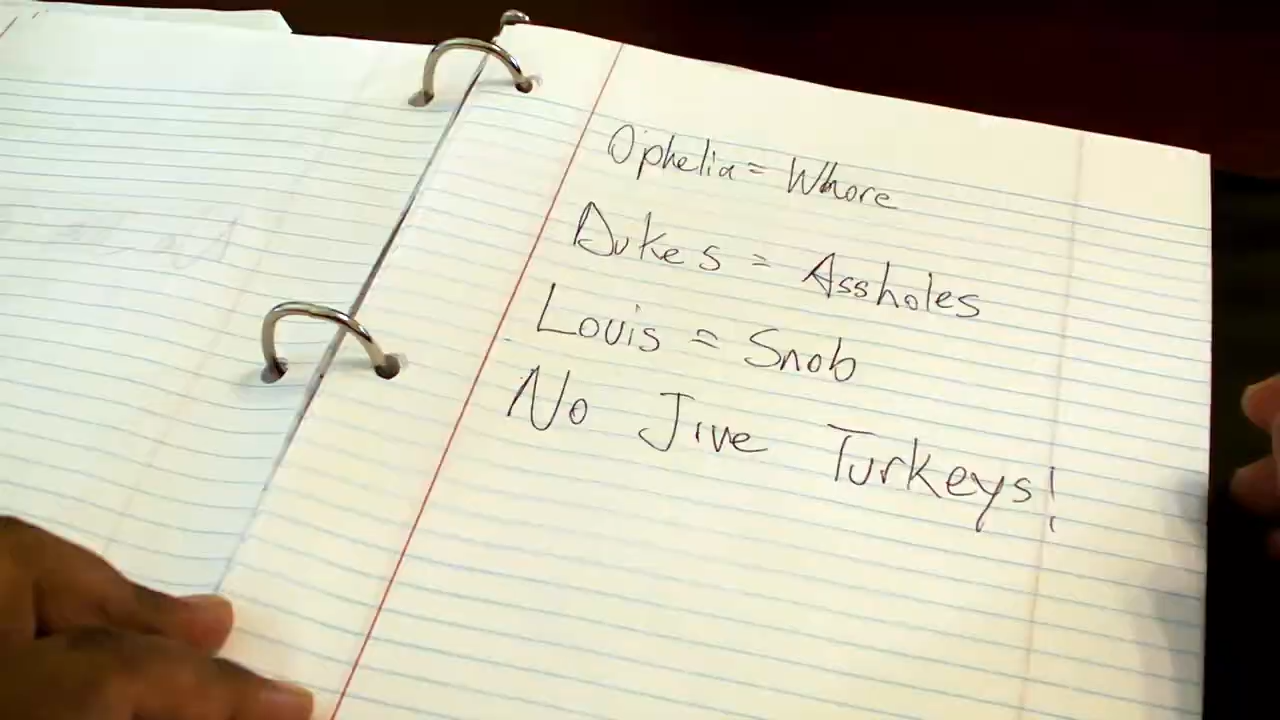 Ophelia = Whore
Dukes = Assholes
Louis = Snob
No Jive Turkeys!